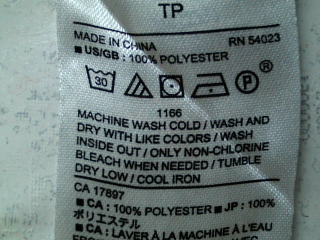 TP
MADE IN CHINA RN 54023
■ US/GB : 100% POLYESTER
30 P ®
1166
MACHINE WASH COLD / WASH AND
DRY WITH LIKE COLORS / WASH
INSIDE OUT / ONLY NON-CHLORINE
BLEACH WHEN NEEDED / TUMBLE
DRY LOW / COOL IRON
CA 17897
■ CA : 100% POLYESTER ■ JP : 100%
ポリエステル
■ CA : LAVER À LA MACHINE À L'EAU